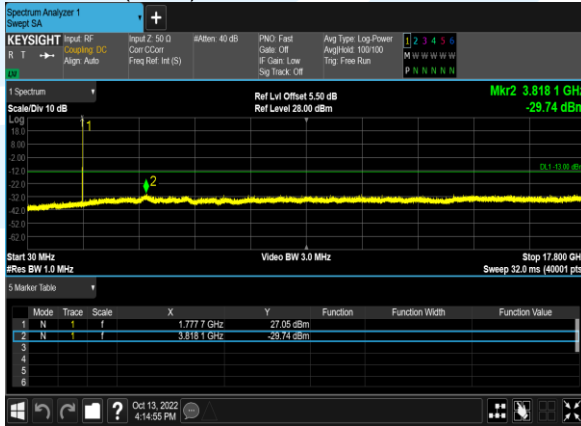 Spectrum Analyzer 1
Swept SA
+
KEYSIGHT Input: RF Input Z: 50 Ω #Atten: 40 dB PNO: Fast Avg Type: Log-Power 1 2 3 4 5 6
R T Coupling: DC Corr CCorr Gate: Off Avg|Hold: 100/100 M W W W W W
Align: Auto Freq Ref: Int (S) IF Gain: Low Trig: Free Run
Sig Track: Off P N N N N N
1 Spectrum Ref Lvl Offset 5.50 dB Mkr2 3.818 1 GHz
Scale/Div 10 dB Ref Level 28.00 dBm -29.74 dBm
Log
18.0 1
8.00
-2.00
-12.0 DL1 -13.00 dBm
-22.0 2
-32.0
-42.0
-52.0
-62.0
Start 30 MHz Video BW 3.0 MHz Stop 17.800 GH
#Res BW 1.0 MHz Sweep 32.0 ms (40001 pts
5 Marker Table
Mode Trace Scale X Y Function Function Width Function Value
1 N 1 f 1.777 7 GHz 27.05 dBm
2 N 1 f 3.818 1 GHz -29.74 dBm
3
4
5
6
? Oct 13, 2022
4:14:55 PM